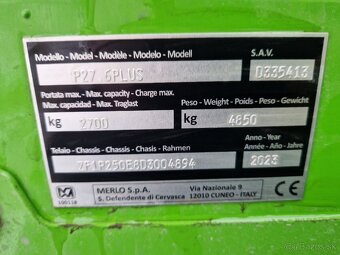 Modello - Model - Modèle - Modelo - Modell
S.A.V.
P27.6PLUS
D335413
Portata max. - Max. capacity - Charge max.
Max. capacidad - Max. Traglast
Peso - Weight - Poids - Peso - Gewicht
kg 2700
kg 4850
Telaio - Chassis - Chassis - Chasis - Rahmen
Anno - Year
Année - Año - Jahre
ZF1P250E8D3004894
2023
MERLO S.p.A.
S. Defendente di Cervasca
Via Nazionale 9
12010 CUNEO - ITALY
CE
100118